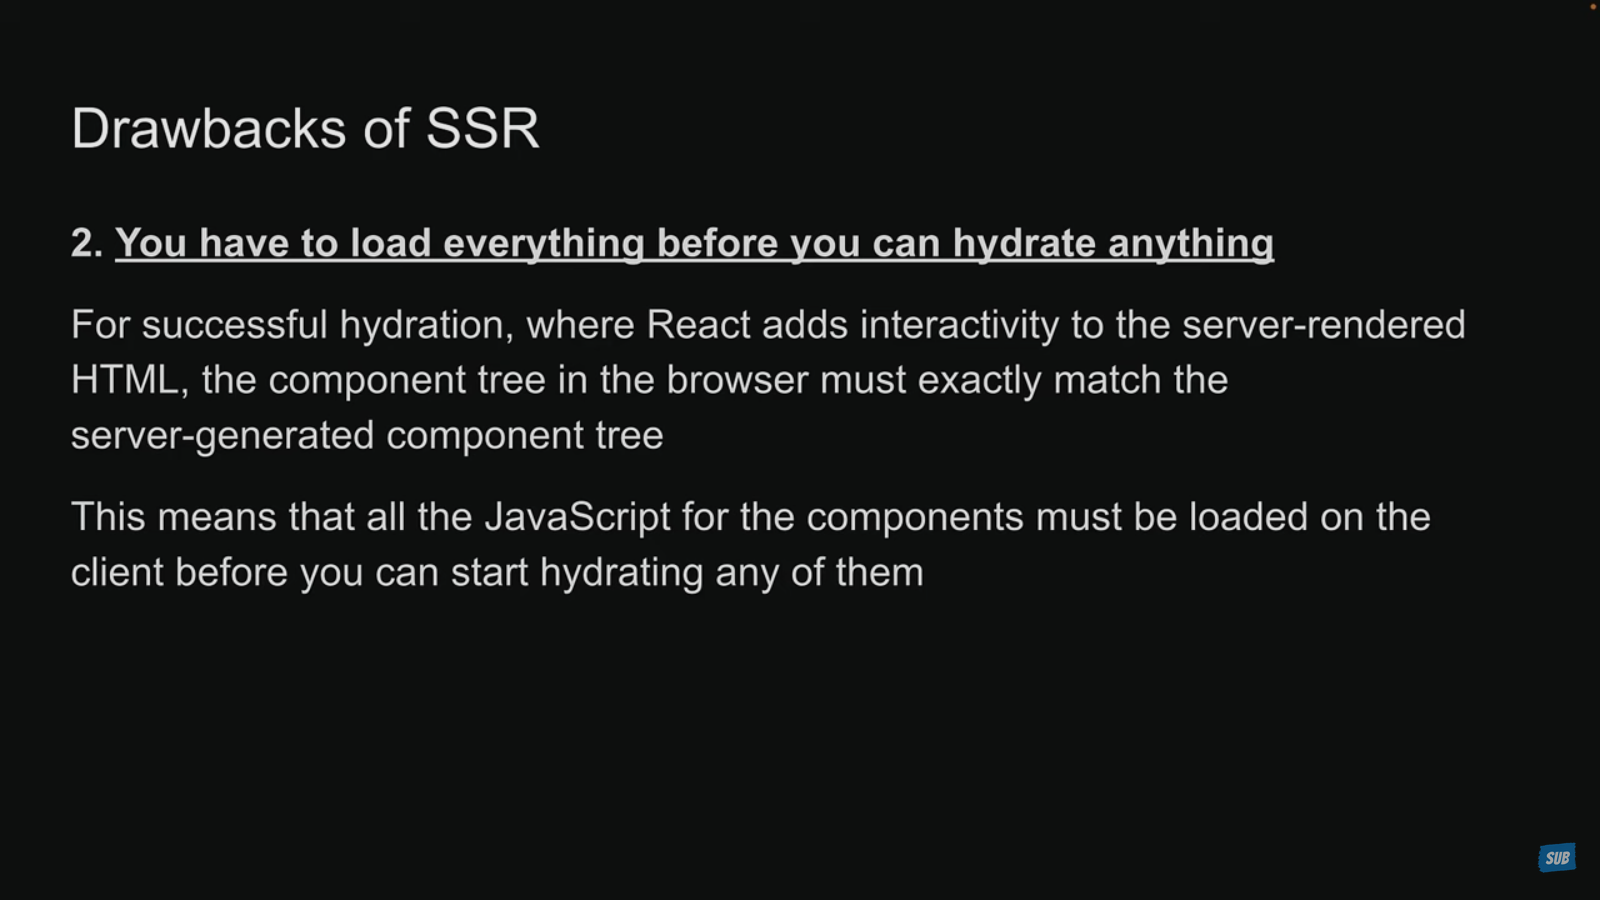 Drawbacks of SSR
2. You have to load everything before you can hydrate anything
For successful hydration, where React adds interactivity to the server-rendered
HTML, the component tree in the browser must exactly match the
server-generated component tree
This means that all the JavaScript for the components must be loaded on the
client before you can start hydrating any of them
SUB